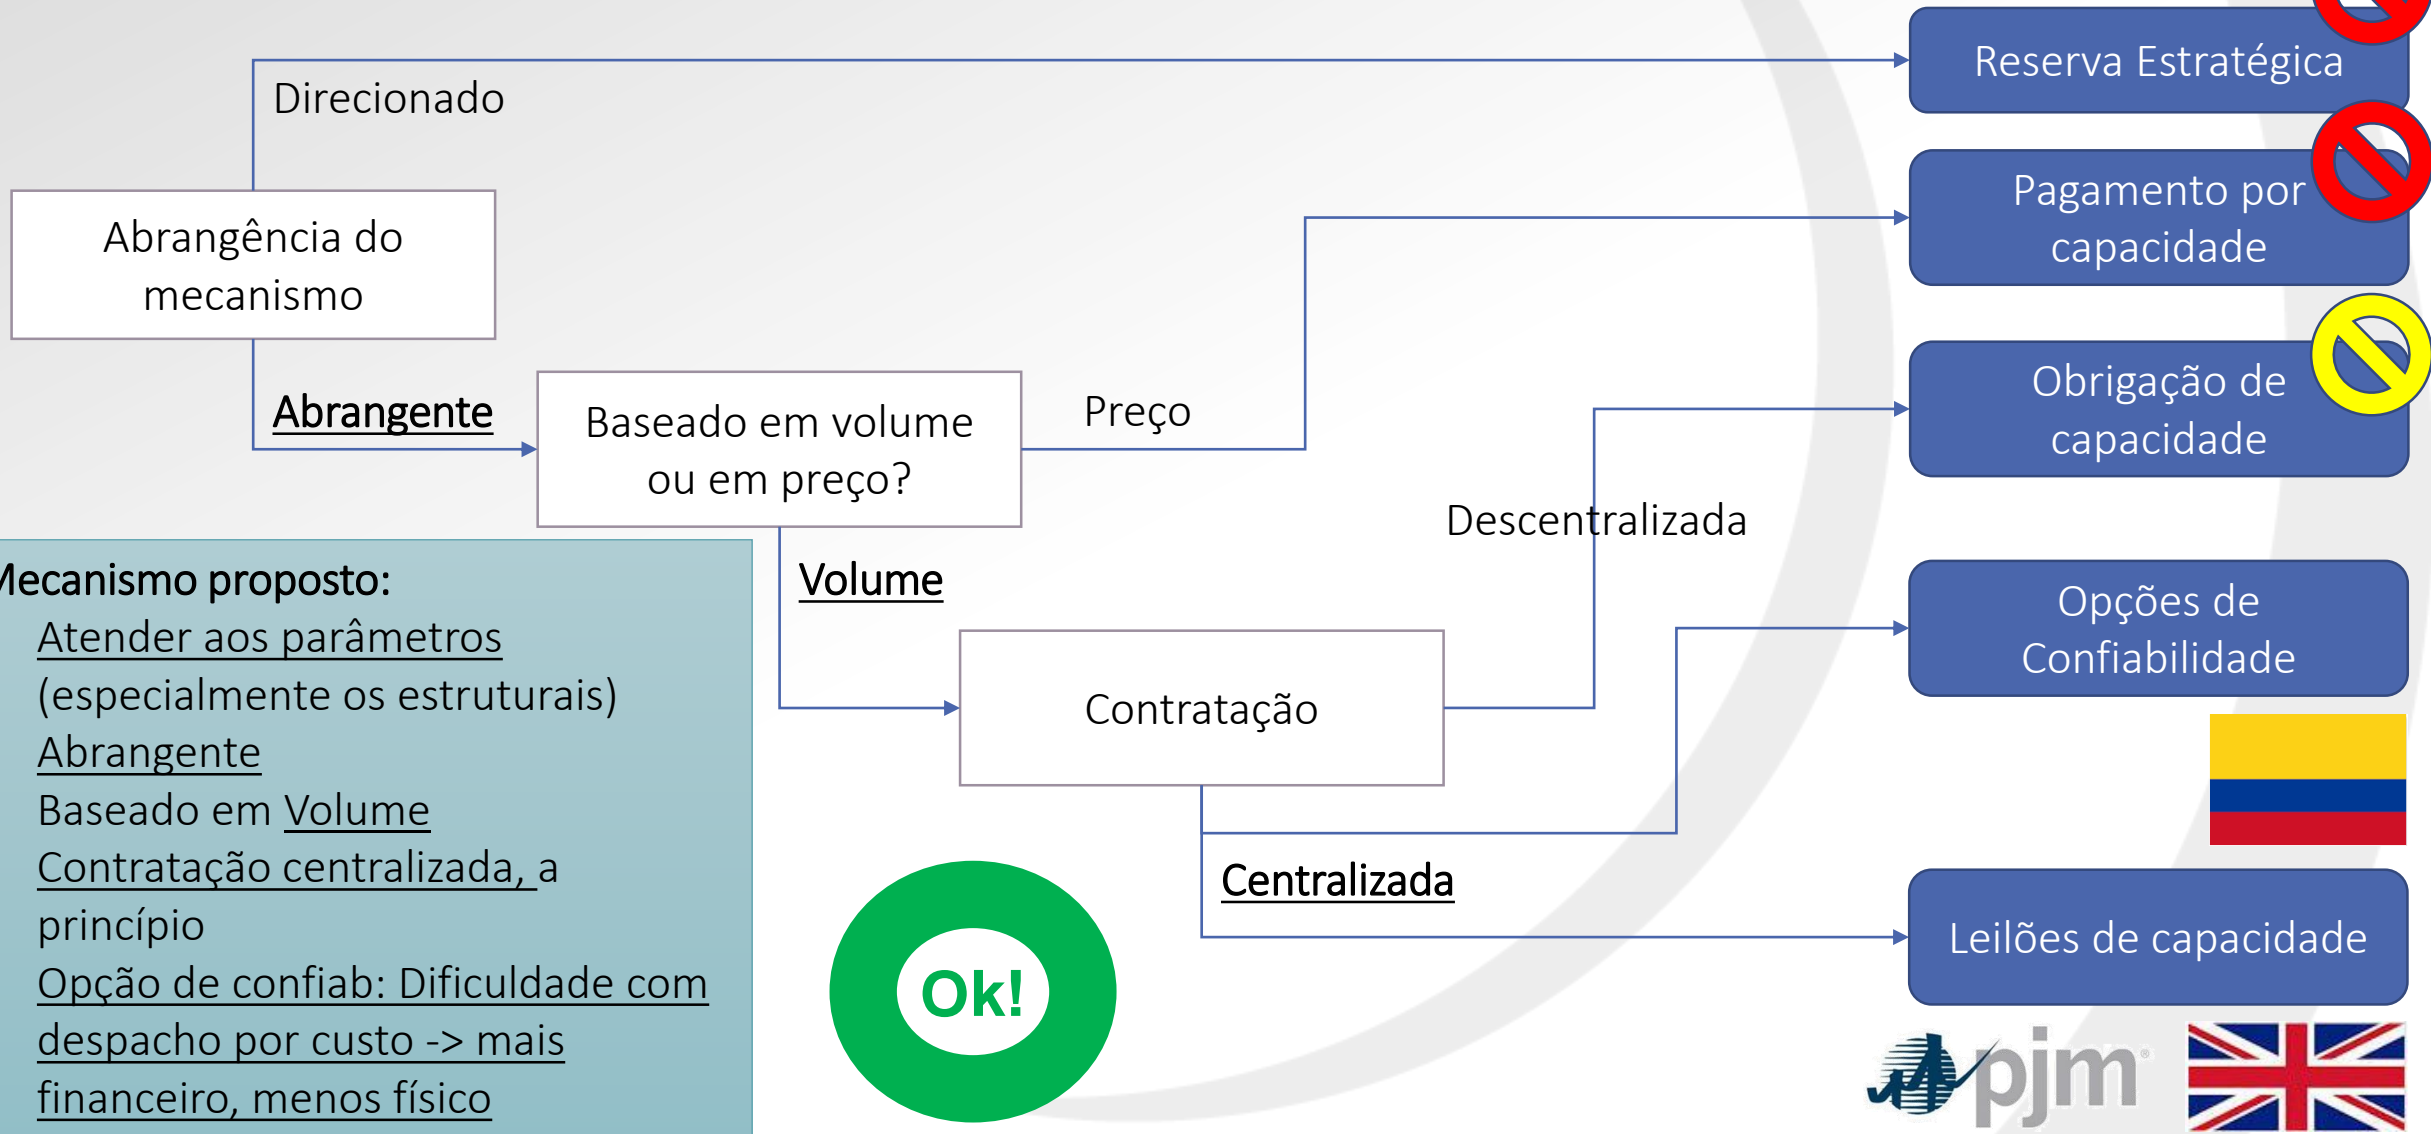 Reserva Estratégica
Direcionado
Pagamento por
capacidade
Abrangência do
mecanismo
Obrigação de
capacidade
Abrangente
Baseado em volume
ou em preço?
Preço
Descentralizada
Mecanismo proposto:
Atender aos parâmetros
(especialmente os estruturais)
Abrangente
Baseado em Volume
Contratação centralizada, a
princípio
Opção de confiab: Dificuldade com
despacho por custo -> mais
financeiro, menos físico
Volume
Opções de
Confiabilidade
Contratação
Centralizada
Leilões de capacidade
Ok!
pjm